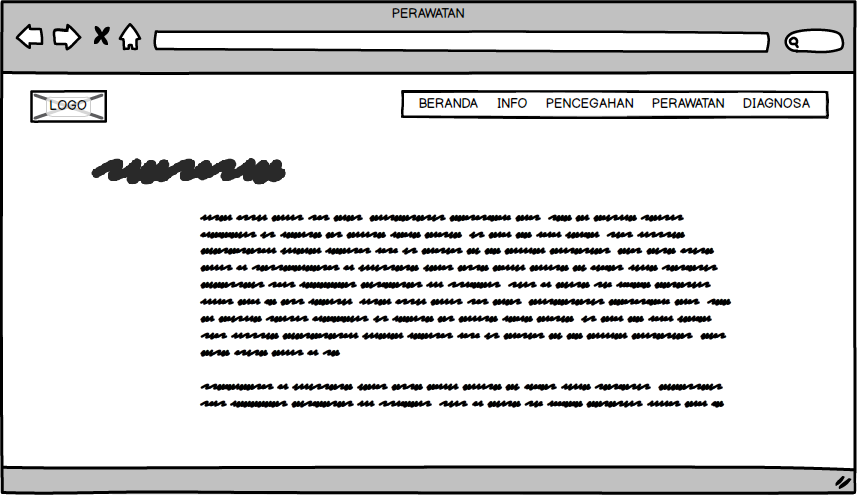 PERAWATAN
LOGO
BERANDA INFO PENCEGAHAN PERAWATAN DIAGNOSA